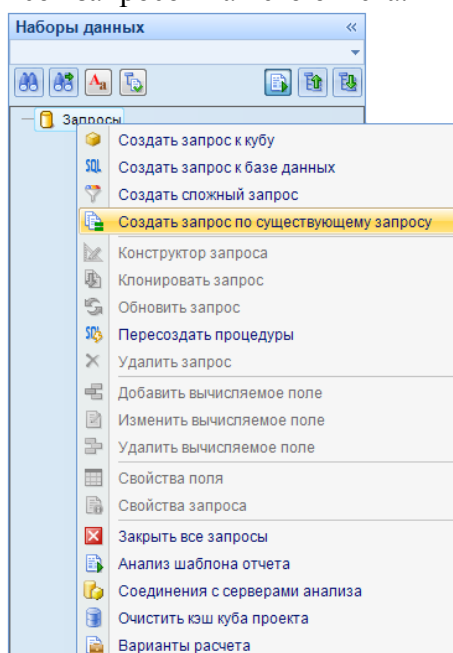 Наборы данных
Запросы
Создать запрос к кубу
SQL Создать запрос к базе данных
Создать сложный запрос
Создать запрос по существующему запросу
Конструктор запроса
Клонировать запрос
Обновить запрос
SQL Пересоздать процедуры
Удалить запрос
Добавить вычисляемое поле
Изменить вычисляемое поле
Удалить вычисляемое поле
Свойства поля
Свойства запроса
Закрыть все запросы
Анализ шаблона отчета
Соединения с серверами анализа
Очистить кэш куба проекта
Варианты расчета